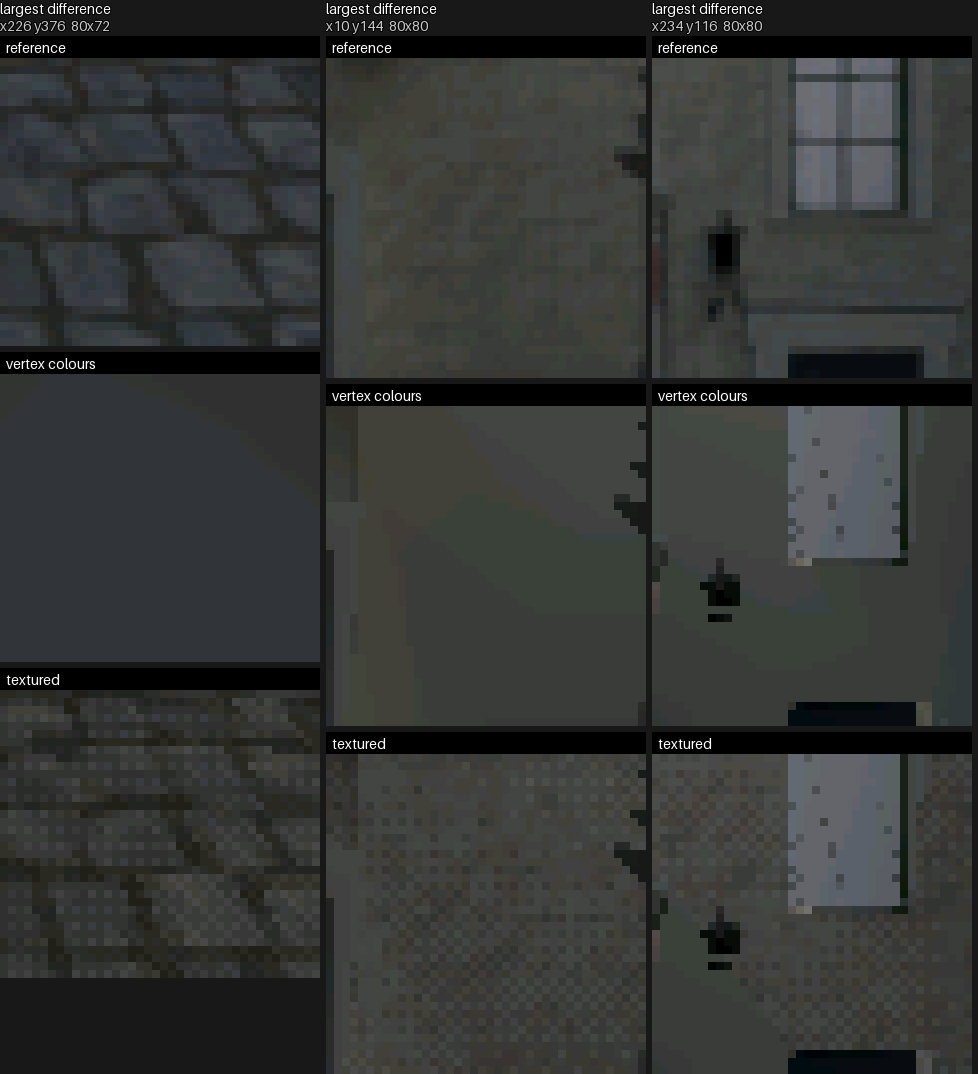 largest difference
x226 y376 80x72
reference
vertex colours
textured
largest difference
x10 y144 80x80
reference
vertex colours
textured
largest difference
x234 y116 80x80
reference
vertex colours
textured